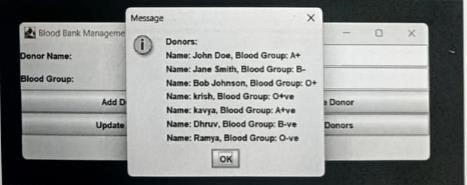 Blood Bank Manageme
Message
Donor Name:
Blood Group:
Add D
e Donor
Update
Donors
Donors:
Name: John Doe, Blood Group: A+
Name: Jane Smith, Blood Group: B-
Name: Bob Johnson, Blood Group: O+
Name: krish, Blood Group: O+ve
Name: kavya, Blood Group: A+ve
Name: Dhruv, Blood Group: B-ve
Name: Ramya, Blood Group: O-ve
OK